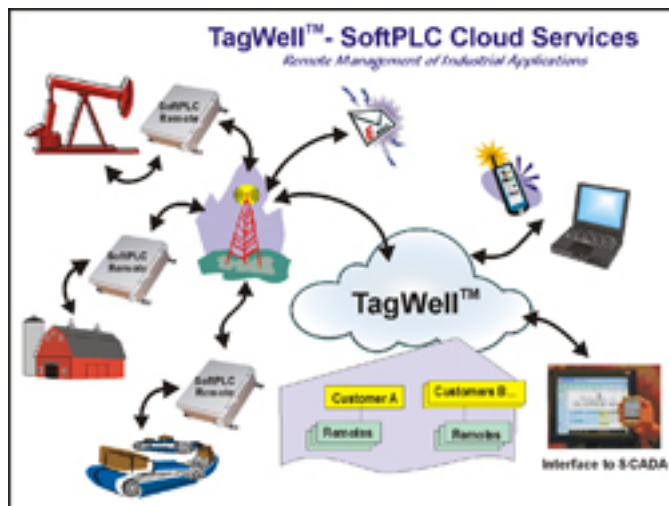 TagWell™- SoftPLC Cloud Services
Remote Management of Industrial Applications
SoftPLC
Remote
SoftPLC
Remote
TagWell™
SoftPLC
Remote
Customer A
Customers B...
Remotes
Remotes
Interface to SCADA